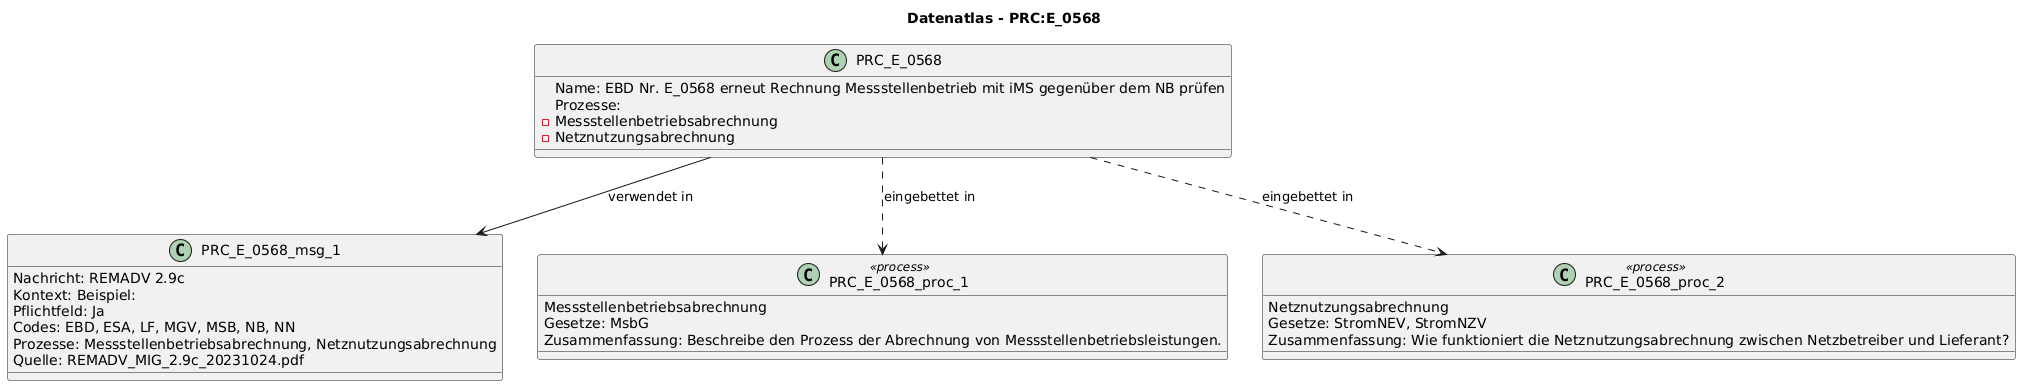 Datenatlas - PRC:E_0568
C PRC_E_0568
Name: EBD Nr. E_0568 erneut Rechnung Messstellenbetrieb mit iMS gegenüber dem NB prüfen
Prozesse:
Messstellenbetriebsabrechnung
Netznutzungsabrechnung
verwendet in
eingebettet in
eingebettet in
C PRC_E_0568_msg_1
Nachricht: REMADV 2.9c
Kontext: Beispiel:
Pflichtfeld: Ja
Codes: EBD, ESA, LF, MGV, MSB, NB, NN
Prozesse: Messstellenbetriebsabrechnung, Netznutzungsabrechnung
Quelle: REMADV_MIG_2.9c_20231024.pdf
«process»
C PRC_E_0568_proc_1
Messstellenbetriebsabrechnung
Gesetze: MsbG
Zusammenfassung: Beschreibe den Prozess der Abrechnung von Messstellenbetriebsleistungen.
«process»
C PRC_E_0568_proc_2
Netznutzungsabrechnung
Gesetze: StromNEV, StromNZV
Zusammenfassung: Wie funktioniert die Netznutzungsabrechnung zwischen Netzbetreiber und Lieferant?